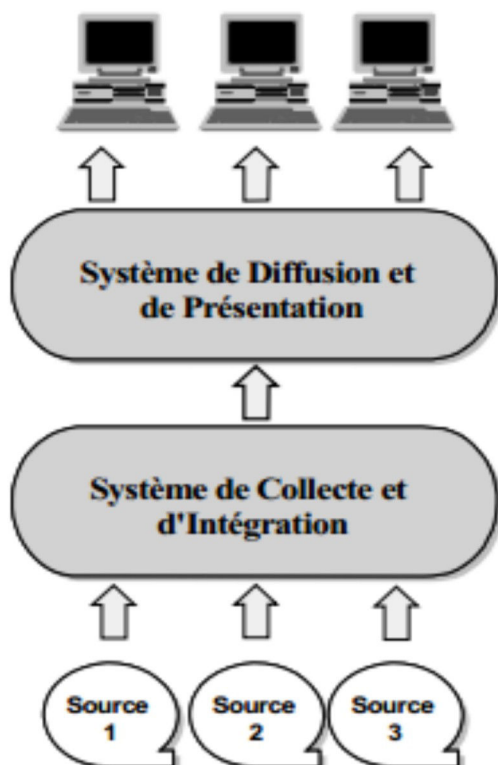 Système de Diffusion et
de Présentation
Système de Collecte et
d'Intégration
Source
1
Source
2
Source
3